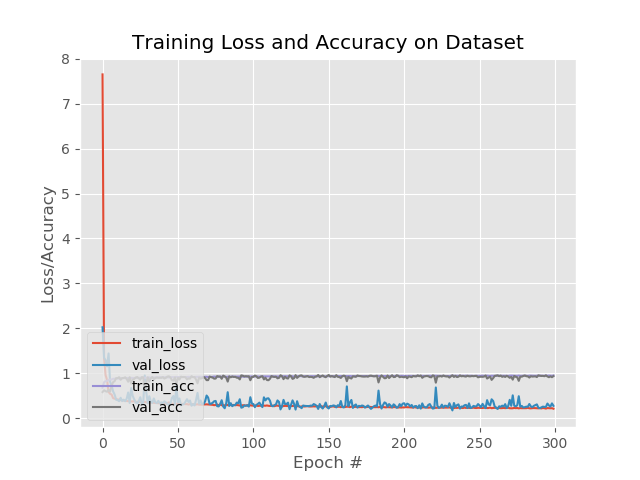 Training Loss and Accuracy on Dataset
8
7
6
5
4
3
2
1
0
Loss/Accuracy
train_loss
val_loss
train_acc
val_acc
0 50 100 150 200 250 300
Epoch #